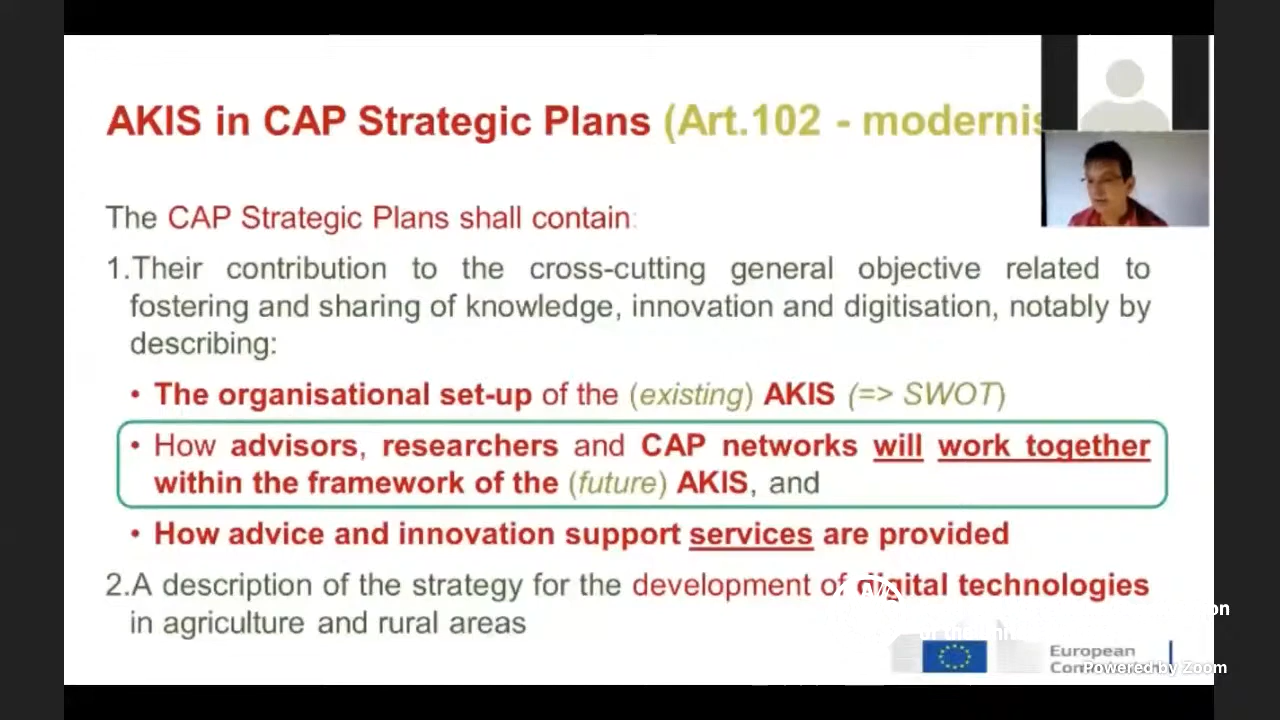 AKIS in CAP Strategic Plans (Art.102 - modernis
The CAP Strategic Plans shall contain:
1.Their contribution to the cross-cutting general objective related to
fostering and sharing of knowledge, innovation and digitisation, notably by
describing:
• The organisational set-up of the (existing) AKIS (=> SWOT)
• How advisors, researchers and CAP networks will work together
within the framework of the (future) AKIS, and
• How advice and innovation support services are provided
2.A description of the strategy for the development of digital technologies
in agriculture and rural areas
European
Powered by Zoom